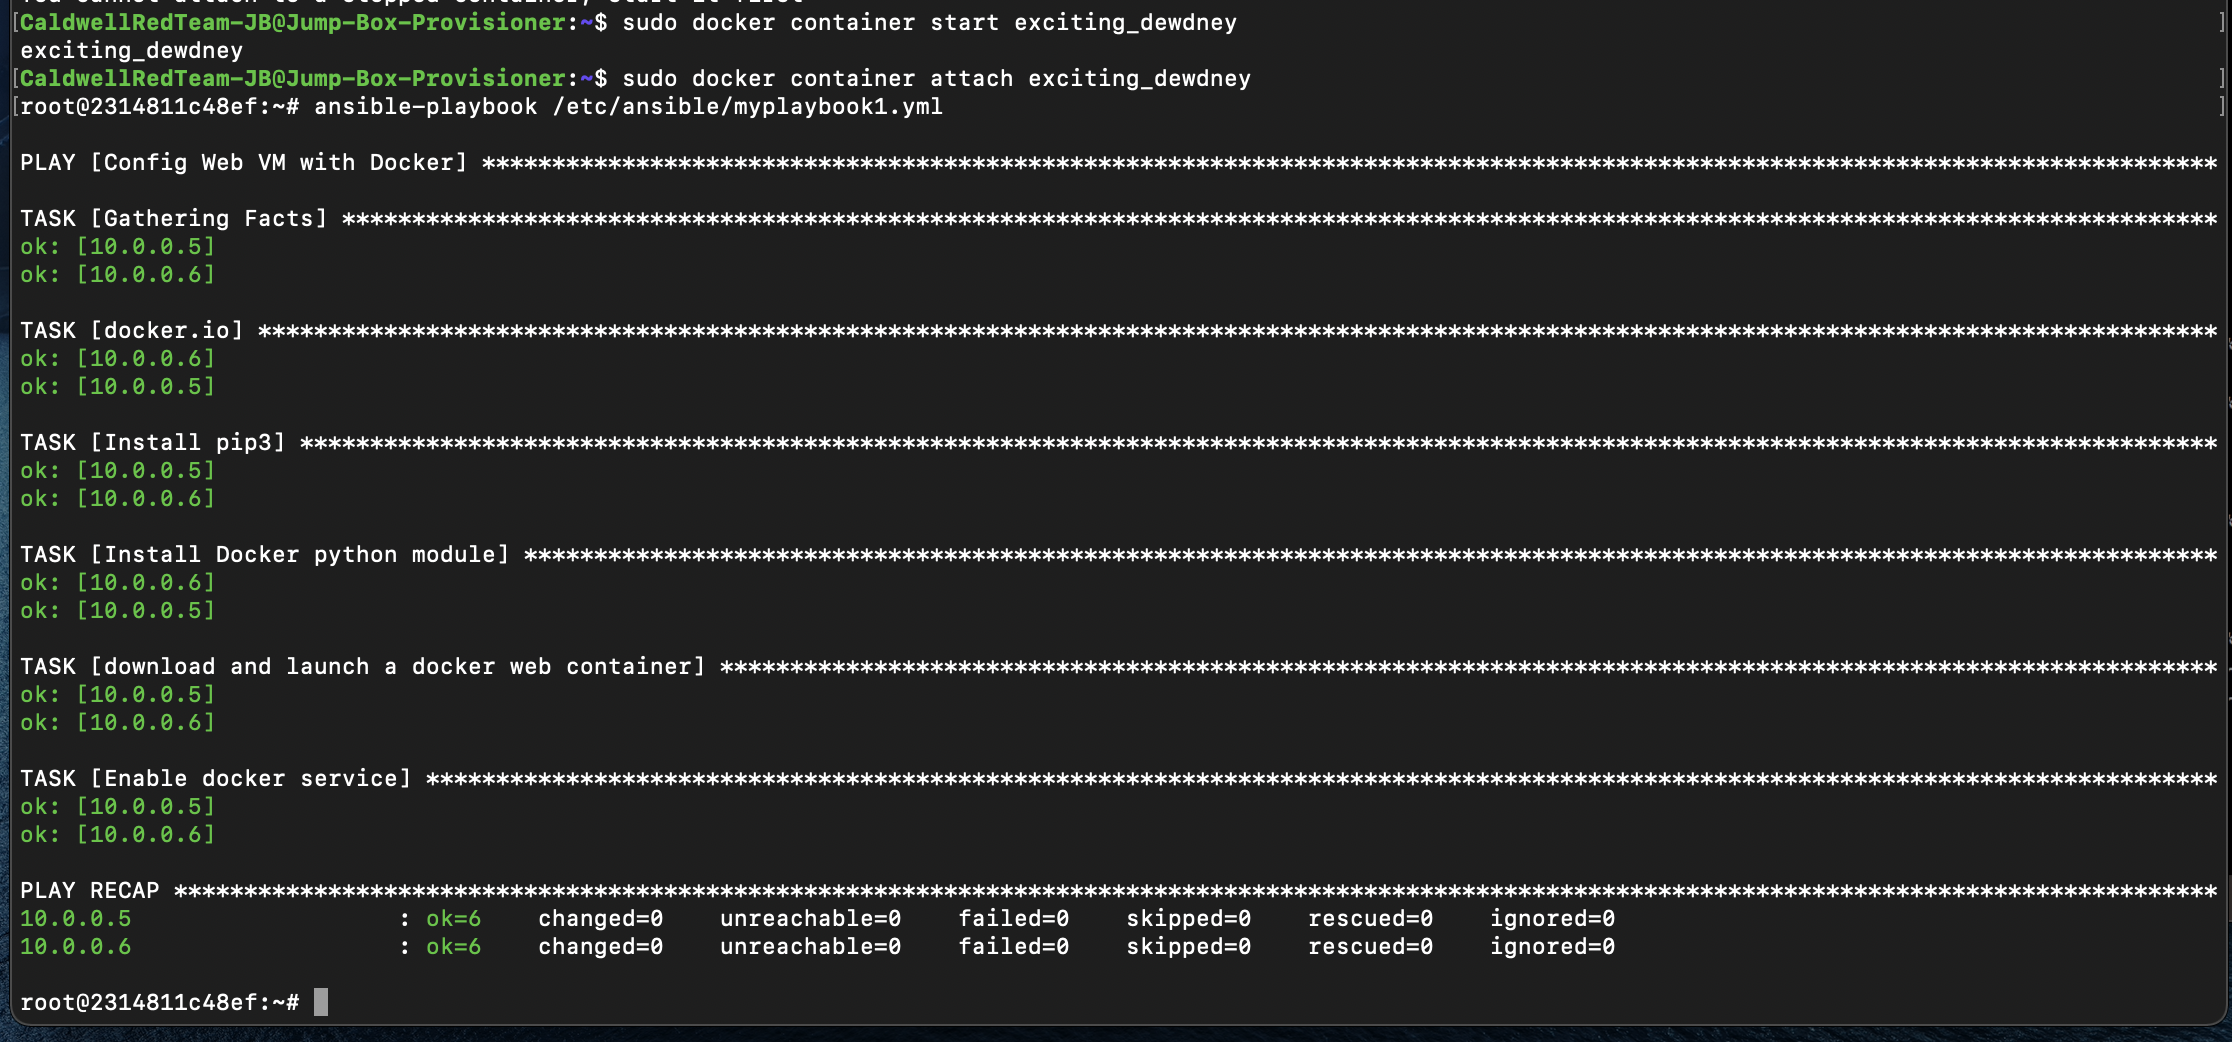 [CaldwellRedTeam-JB@Jump-Box-Provisioner:~$ sudo docker container start exciting_dewdney ]
exciting_dewdney
[CaldwellRedTeam-JB@Jump-Box-Provisioner:~$ sudo docker container attach exciting_dewdney ]
[root@2314811c48ef:~# ansible-playbook /etc/ansible/myplaybook1.yml ]
PLAY [Config Web VM with Docker] ****************************************************************************************************************************
TASK [Gathering Facts] **************************************************************************************************************************************
ok: [10.0.0.5]
ok: [10.0.0.6]
TASK [docker.io] ********************************************************************************************************************************************
ok: [10.0.0.6]
ok: [10.0.0.5]
TASK [Install pip3] *****************************************************************************************************************************************
ok: [10.0.0.5]
ok: [10.0.0.6]
TASK [Install Docker python module] *************************************************************************************************************************
ok: [10.0.0.6]
ok: [10.0.0.5]
TASK [download and launch a docker web container] ***********************************************************************************************************
ok: [10.0.0.5]
ok: [10.0.0.6]
TASK [Enable docker service] ********************************************************************************************************************************
ok: [10.0.0.5]
ok: [10.0.0.6]
PLAY RECAP **************************************************************************************************************************************************
10.0.0.5                   : ok=6    changed=0    unreachable=0    failed=0    skipped=0    rescued=0    ignored=0
10.0.0.6                   : ok=6    changed=0    unreachable=0    failed=0    skipped=0    rescued=0    ignored=0
root@2314811c48ef:~#